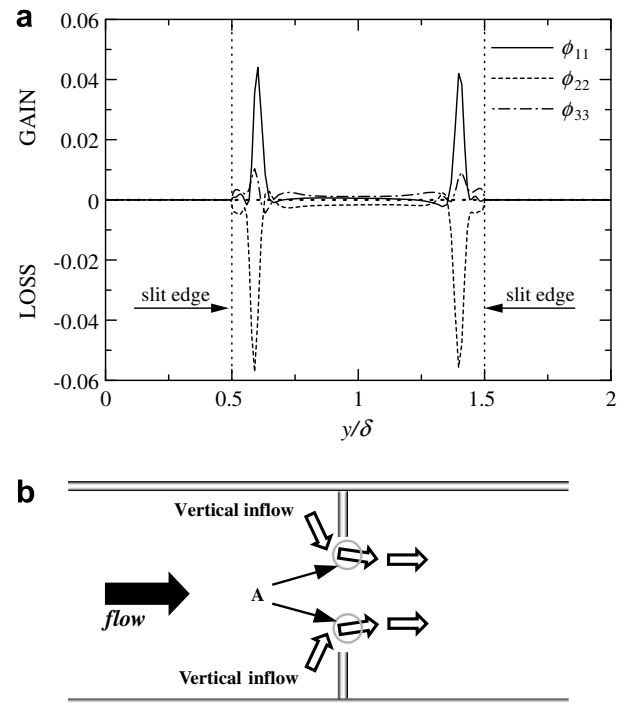 a
0.06
0.04
0.02
0
-0.02
-0.04
-0.06
GAIN
LOSS
ϕ11
ϕ22
ϕ33
slit edge
slit edge
0
0.5
1
1.5
2
y/δ
b
Vertical inflow
flow
A
Vertical inflow